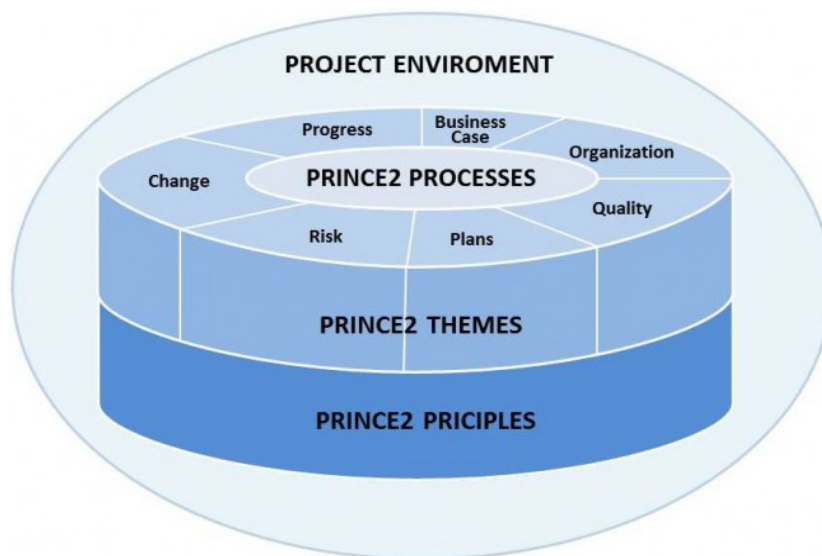 PROJECT ENVIROMENT
Progress
Business
Case
Organization
Change
PRINCE2 PROCESSES
Quality
Risk
Plans
PRINCE2 THEMES
PRINCE2 PRICIPLES